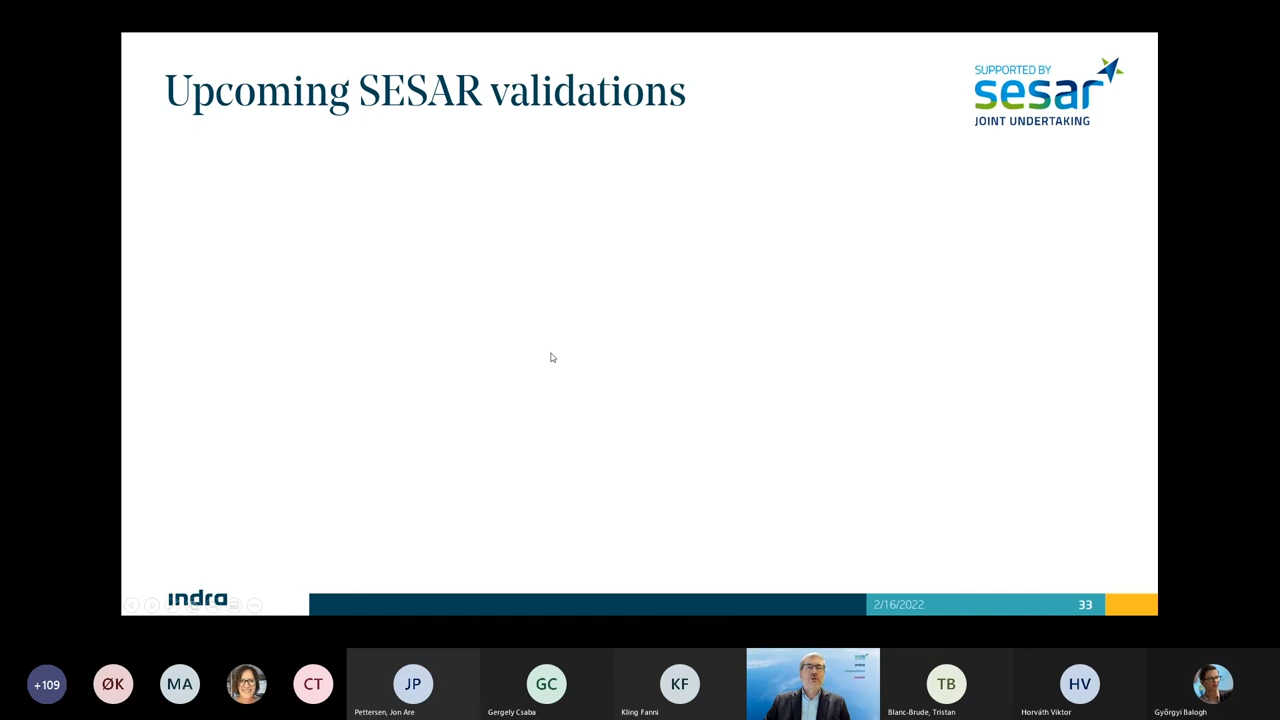 Upcoming SESAR validations
SUPPORTED BY
sesar
JOINT UNDERTAKING
indra
2/16/2022
33
+109
ØK
MA
CT
JP
GC
KF
TB
HV
Pettersen, Jon Are
Gergely Csaba
Kling Fanni
Blanc-Brude, Tristan
Horváth Viktor
Györgyi Balogh